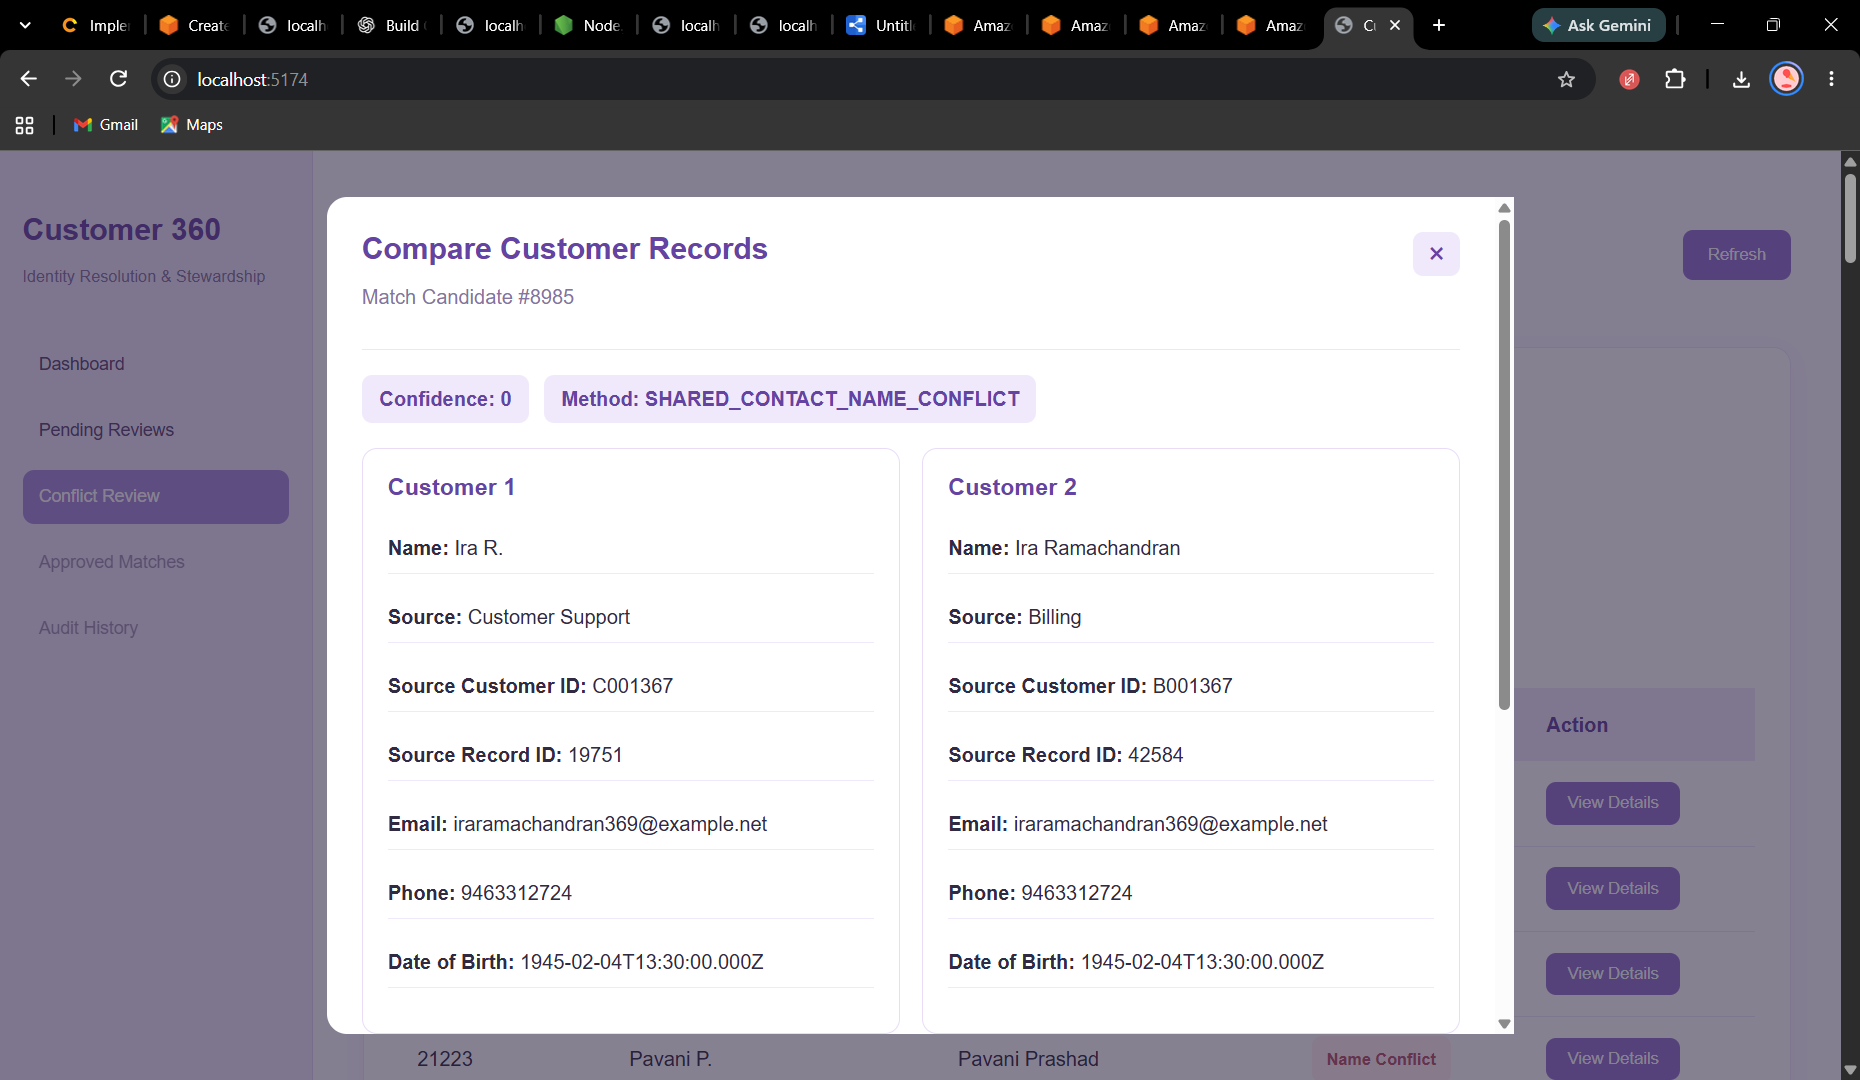 Imple
Create
localh
Build
localh
Node.
localh
localh
Untitl
Amaz
Amaz
Amaz
Amaz
Cu
Ask Gemini
localhost:5174
Gmail
Maps
Customer 360
Identity Resolution & Stewardship
Dashboard
Pending Reviews
Conflict Review
Approved Matches
Audit History
Refresh
Compare Customer Records
Match Candidate #8985
Confidence: 0
Method: SHARED_CONTACT_NAME_CONFLICT
Customer 1
Name: Ira R.
Source: Customer Support
Source Customer ID: C001367
Source Record ID: 19751
Email: iraramachandran369@example.net
Phone: 9463312724
Date of Birth: 1945-02-04T13:30:00.000Z
Customer 2
Name: Ira Ramachandran
Source: Billing
Source Customer ID: B001367
Source Record ID: 42584
Email: iraramachandran369@example.net
Phone: 9463312724
Date of Birth: 1945-02-04T13:30:00.000Z
Action
View Details
View Details
View Details
21223 Pavani P. Pavani Prashad Name Conflict View Details